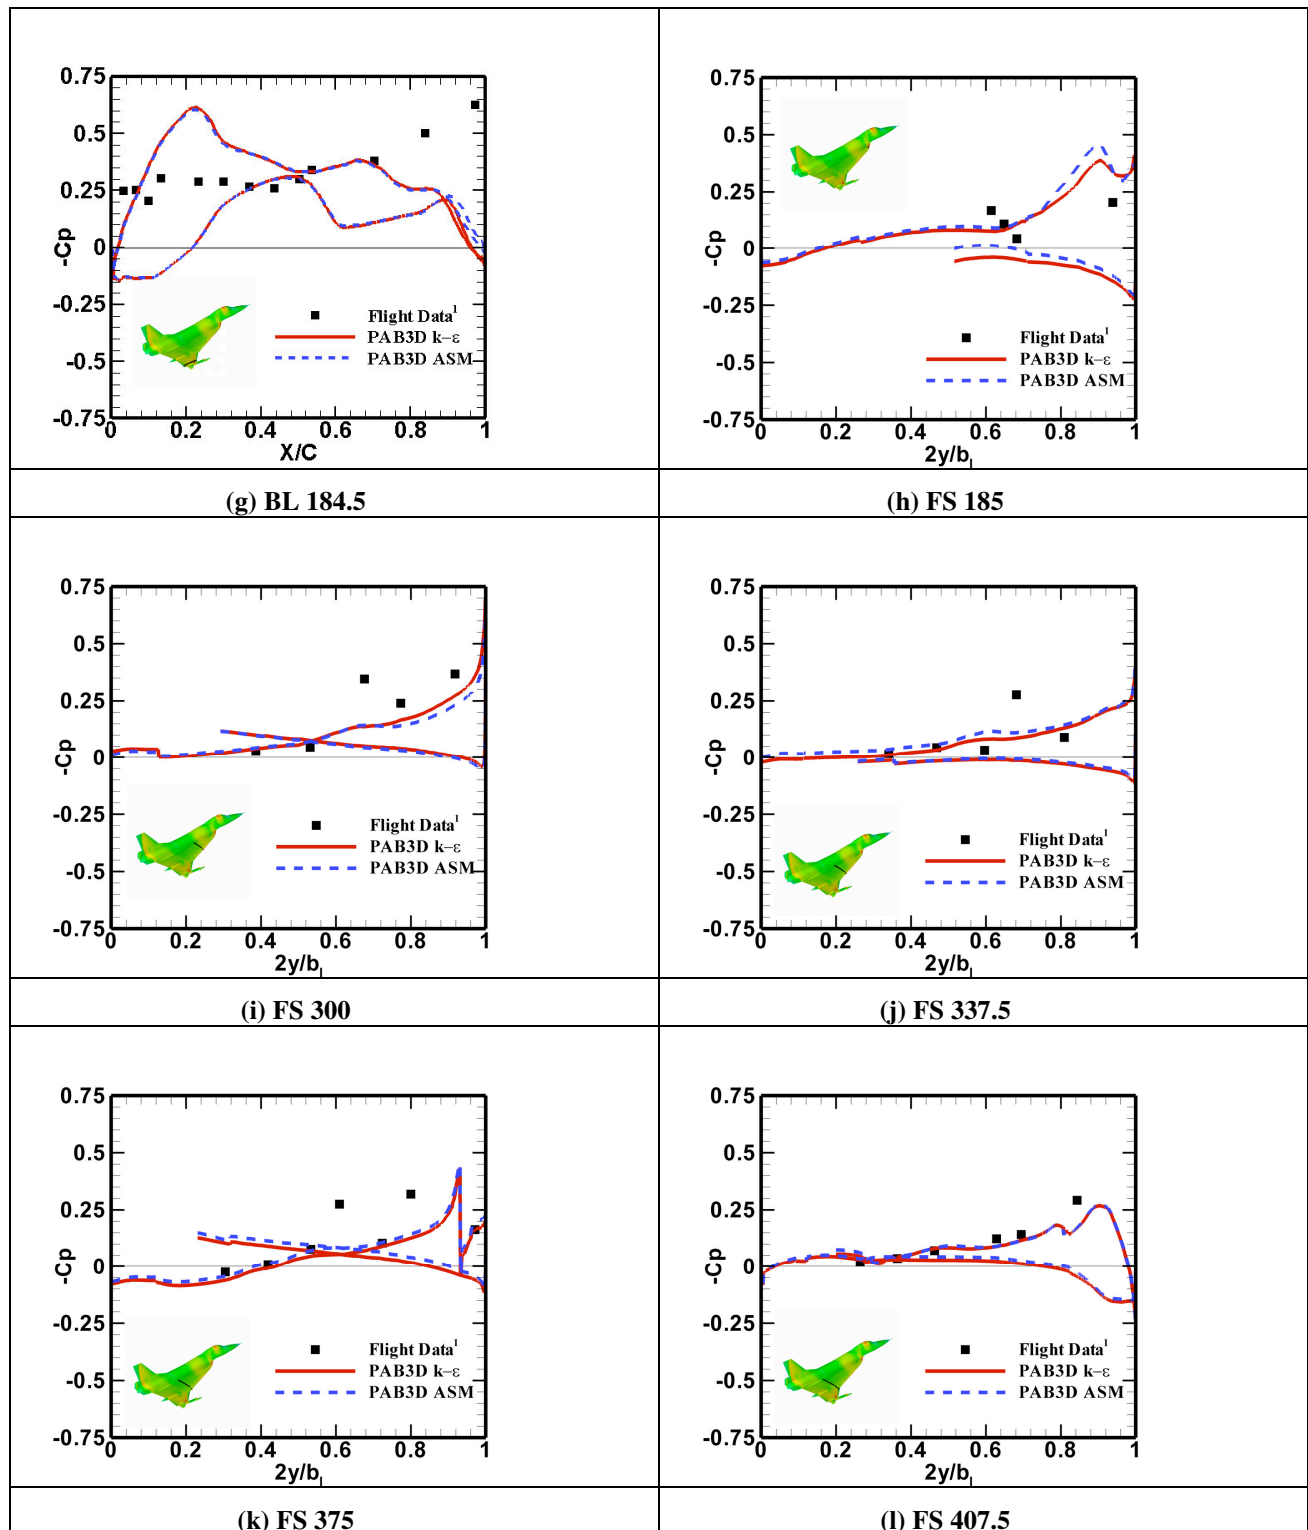 0.75
0.5
0.25
0
-0.25
-0.5
-0.75
-Cp
0 0.2 0.4 0.6 0.8 1
X/C
Flight Data¹
PAB3D k-ε
PAB3D ASM
(g) BL 184.5
0.75
0.5
0.25
0
-0.25
-0.5
-0.75
-Cp
0 0.2 0.4 0.6 0.8 1
2y/b_l
Flight Data¹
PAB3D k-ε
PAB3D ASM
(h) FS 185
0.75
0.5
0.25
0
-0.25
-0.5
-0.75
-Cp
0 0.2 0.4 0.6 0.8 1
2y/b_l
Flight Data¹
PAB3D k-ε
PAB3D ASM
(i) FS 300
0.75
0.5
0.25
0
-0.25
-0.5
-0.75
-Cp
0 0.2 0.4 0.6 0.8 1
2y/b_l
Flight Data¹
PAB3D k-ε
PAB3D ASM
(j) FS 337.5
0.75
0.5
0.25
0
-0.25
-0.5
-0.75
-Cp
0 0.2 0.4 0.6 0.8 1
2y/b_l
Flight Data¹
PAB3D k-ε
PAB3D ASM
(k) FS 375
0.75
0.5
0.25
0
-0.25
-0.5
-0.75
-Cp
0 0.2 0.4 0.6 0.8 1
2y/b_l
Flight Data¹
PAB3D k-ε
PAB3D ASM
(l) FS 407.5